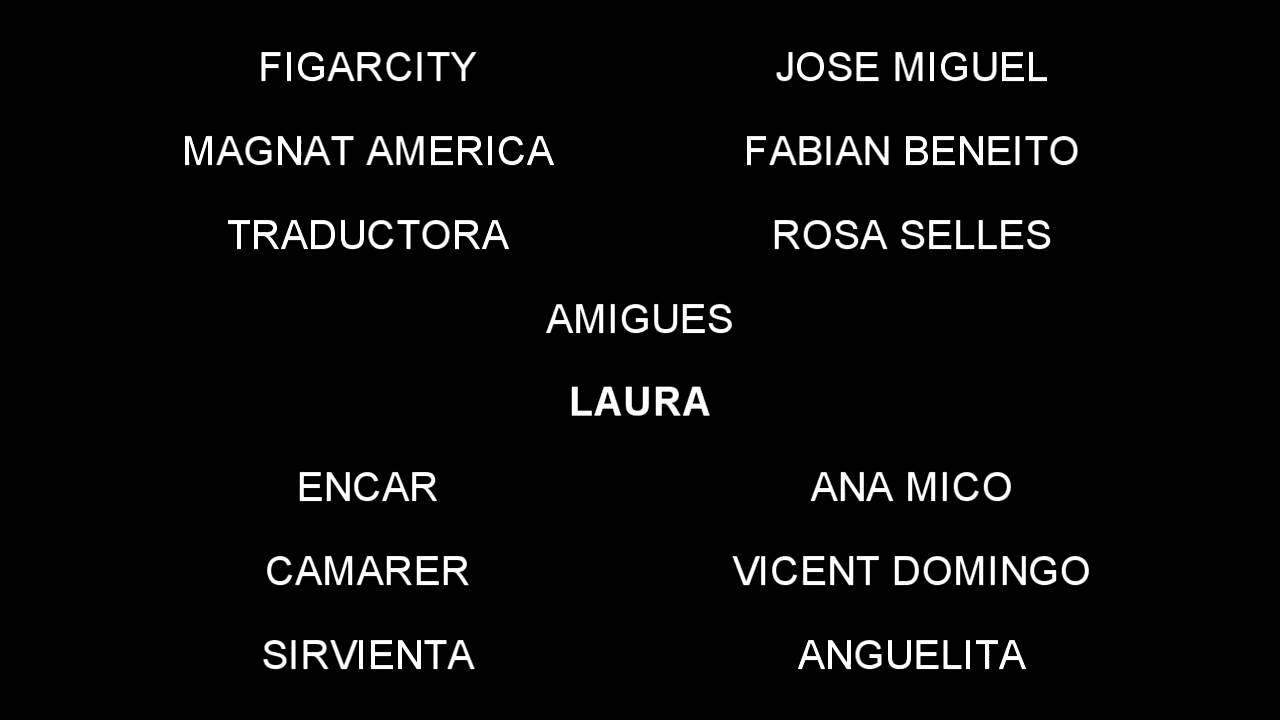 FIGARCITY JOSE MIGUEL
MAGNAT AMERICA FABIAN BENEITO
TRADUCTORA ROSA SELLES
AMIGUES
LAURA
ENCAR ANA MICO
CAMARER VICENT DOMINGO
SIRVIENTA ANGUELITA